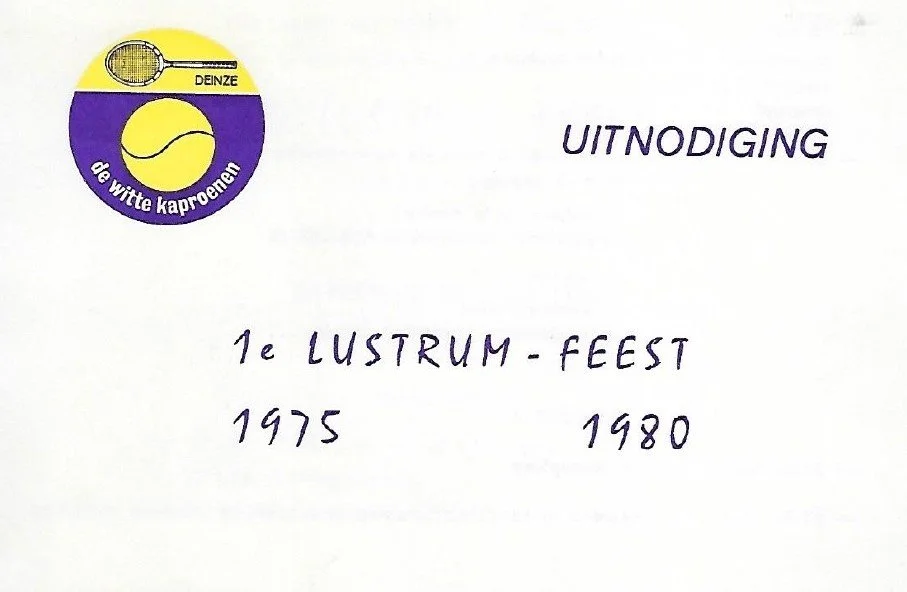 DEINZE
de witte kaproenen
UITNODIGING
1e LUSTRUM - FEEST
1975 1980